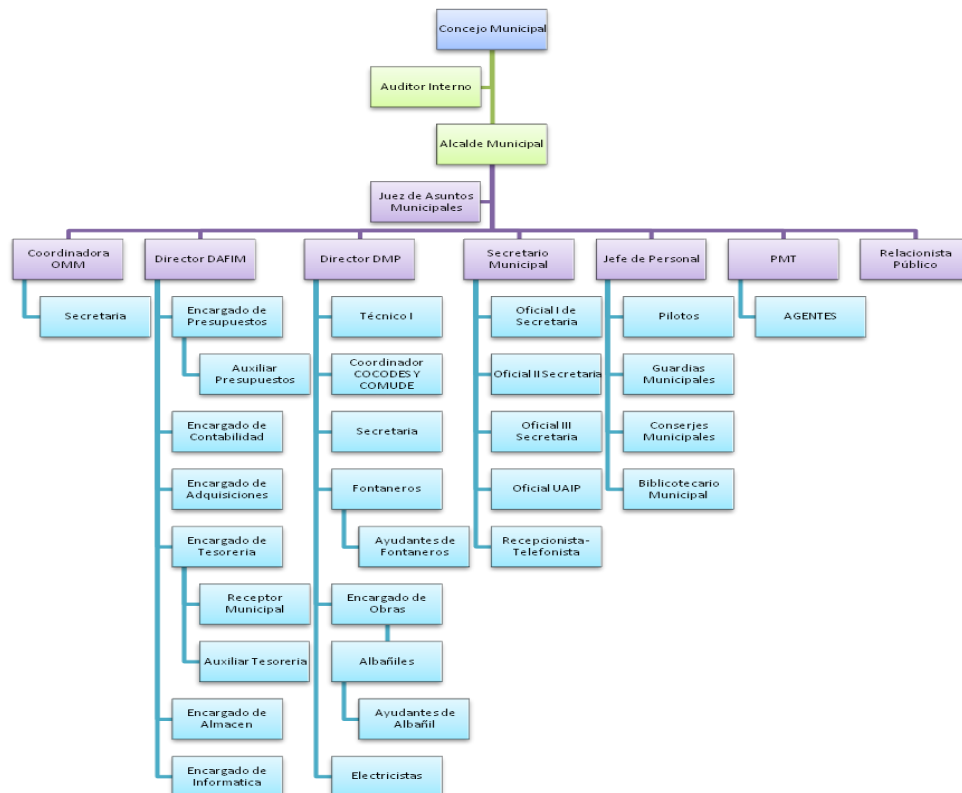 Concejo Municipal
Auditor Interno
Alcalde Municipal
Juez de Asuntos
Municipales
Coordinadora
OMM
Director DAFIM
Director DMP
Secretario
Municipal
Jefe de Personal
PMT
Relacionista
Público
Secretaria
Encargado de
Presupuestos
Auxiliar
Presupuestos
Encargado de
Contabilidad
Encargado de
Adquisiciones
Encargado de
Tesoreria
Receptor
Municipal
Auxiliar Tesoreria
Encargado de
Almacen
Encargado de
Informatica
Técnico I
Coordinador
COCODES Y
COMUDE
Secretaria
Fontaneros
Ayudantes de
Fontaneros
Encargado de
Obras
Albañiles
Ayudantes de
Albañil
Electricistas
Oficial I de
Secretaria
Oficial II Secretaria
Oficial III
Secretaria
Oficial UAIP
Recepcionista-
Telefonista
Pilotos
Guardias
Municipales
Conserjes
Municipales
Biblicotecario
Municipal
AGENTES